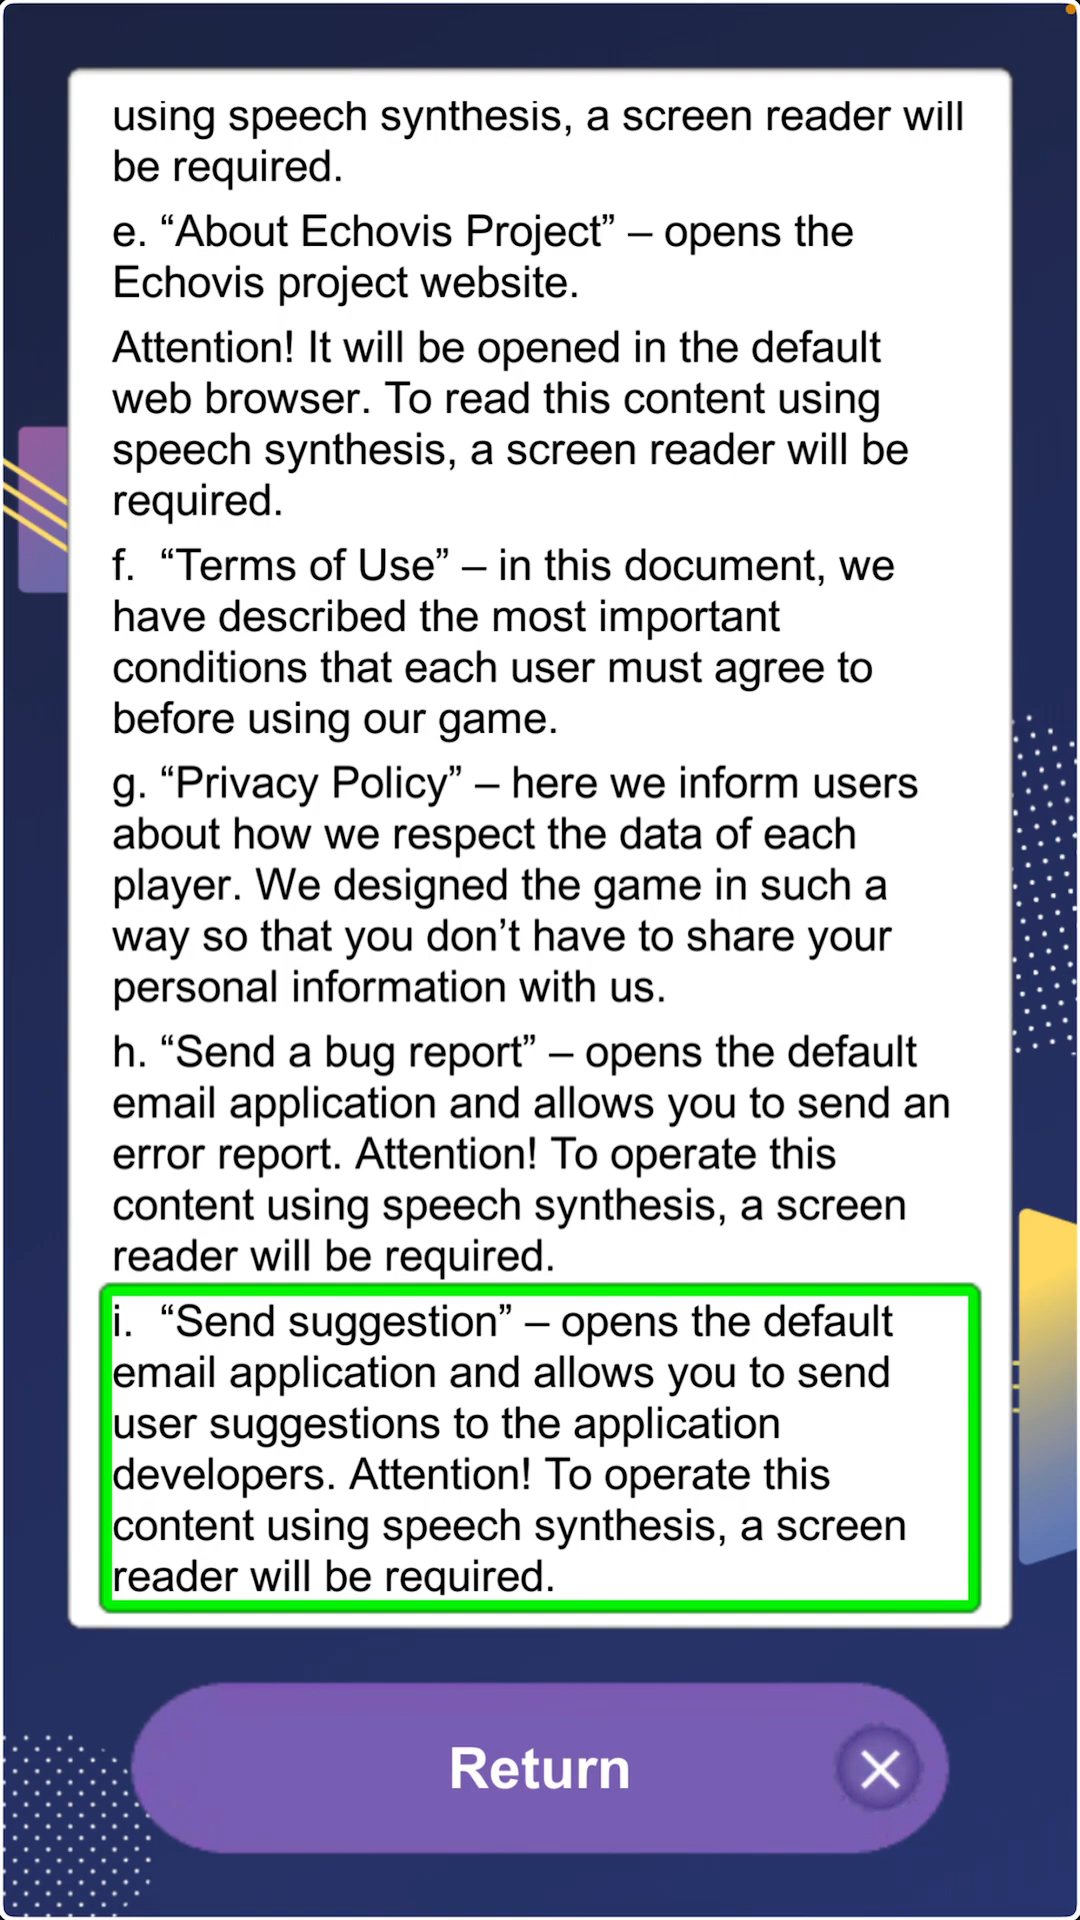 using speech synthesis, a screen reader will
be required.
e. “About Echovis Project” – opens the
Echovis project website.
Attention! It will be opened in the default
web browser. To read this content using
speech synthesis, a screen reader will be
required.
f. “Terms of Use” – in this document, we
have described the most important
conditions that each user must agree to
before using our game.
g. “Privacy Policy” – here we inform users
about how we respect the data of each
player. We designed the game in such a
way so that you don’t have to share your
personal information with us.
h. “Send a bug report” – opens the default
email application and allows you to send an
error report. Attention! To operate this
content using speech synthesis, a screen
reader will be required.
i. “Send suggestion” – opens the default
email application and allows you to send
user suggestions to the application
developers. Attention! To operate this
content using speech synthesis, a screen
reader will be required.
Return